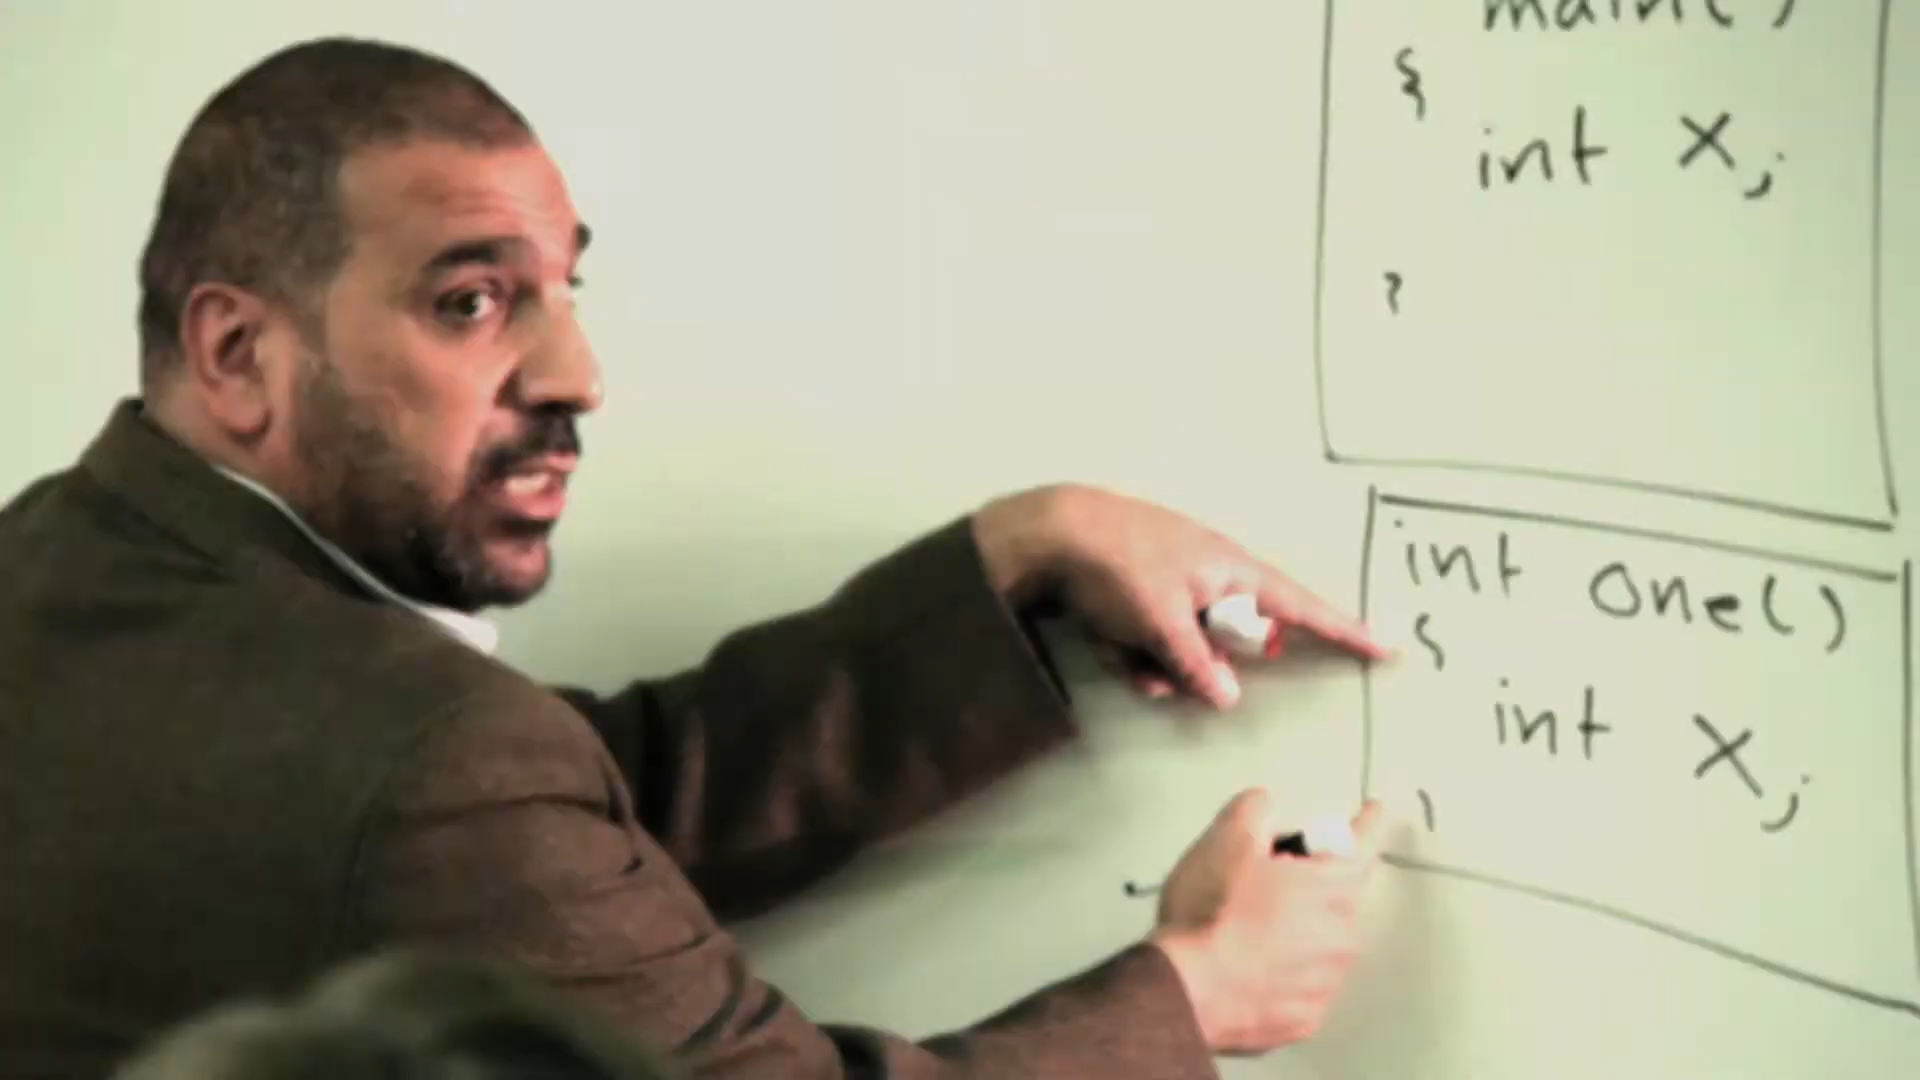 main()
{
int x;
}
int one()
{
int x;
}